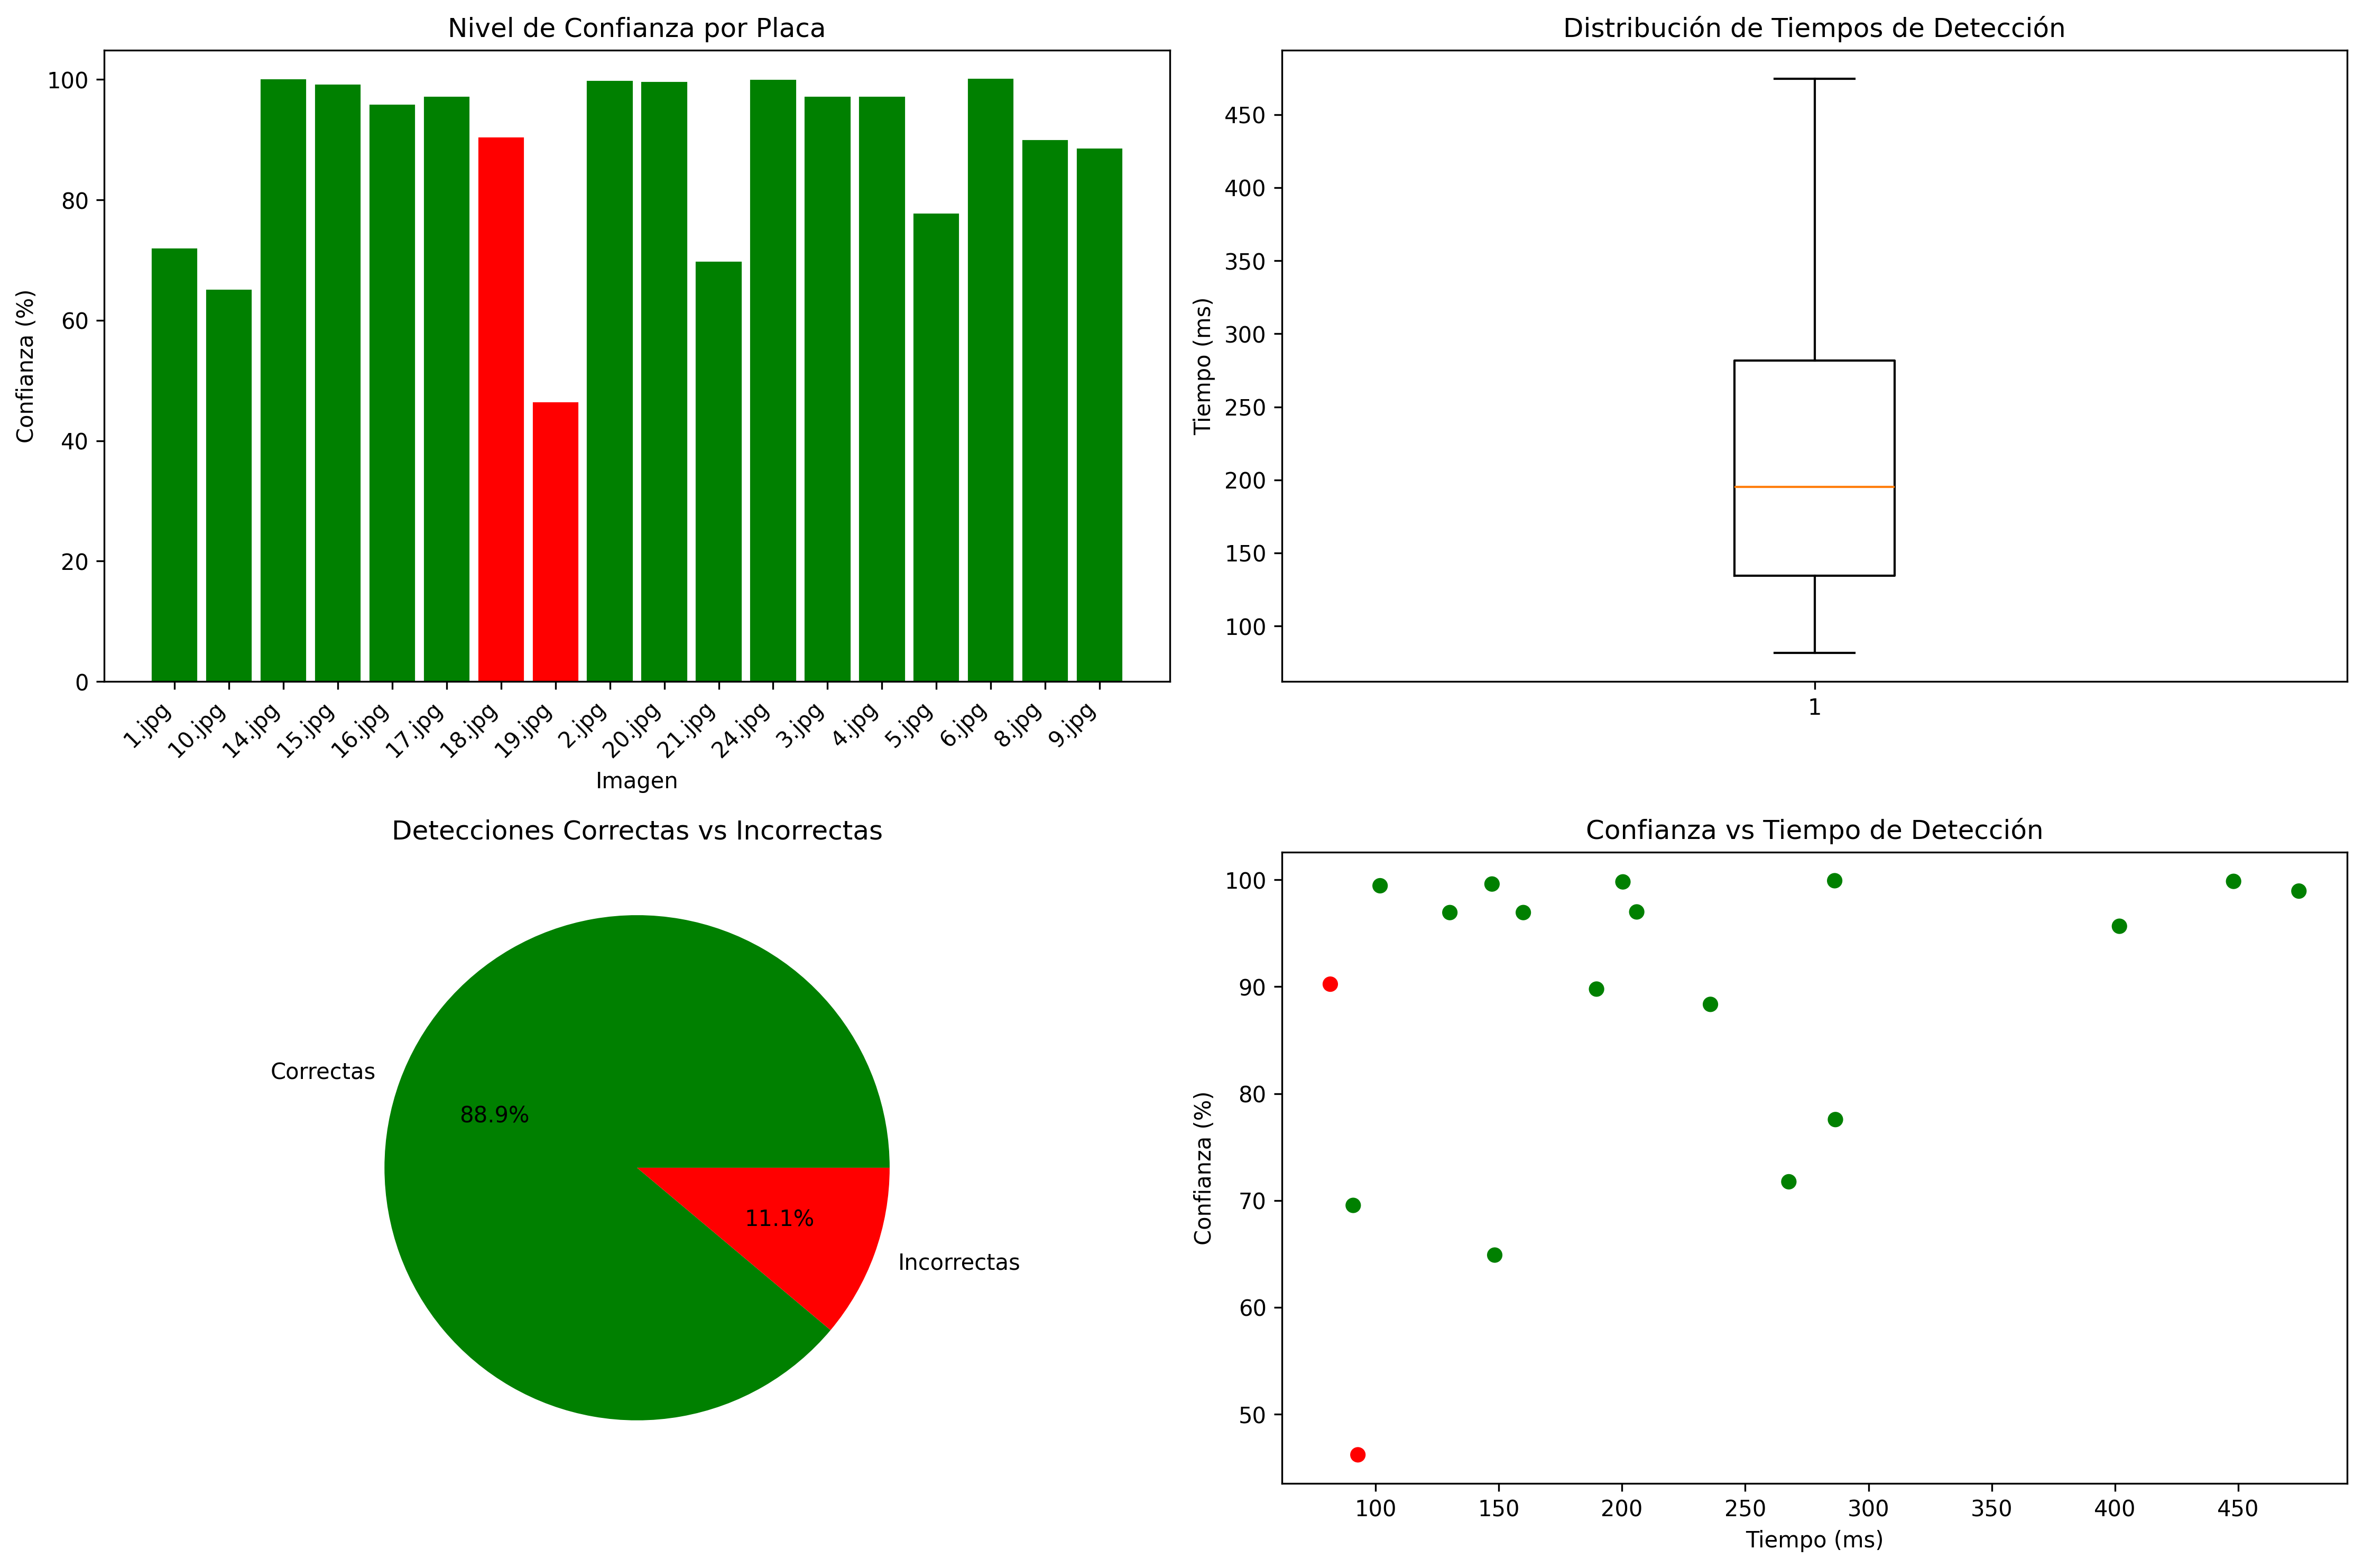 Nivel de Confianza por Placa
Confianza (%)
100
80
60
40
20
0
1.jpg
10.jpg
14.jpg
15.jpg
16.jpg
17.jpg
18.jpg
19.jpg
2.jpg
20.jpg
21.jpg
24.jpg
3.jpg
4.jpg
5.jpg
6.jpg
8.jpg
9.jpg
Imagen
Distribución de Tiempos de Detección
Tiempo (ms)
450
400
350
300
250
200
150
100
1
Detecciones Correctas vs Incorrectas
Correctas
88.9%
11.1%
Incorrectas
Confianza vs Tiempo de Detección
Confianza (%)
100
90
80
70
60
50
100
150
200
250
300
350
400
450
Tiempo (ms)